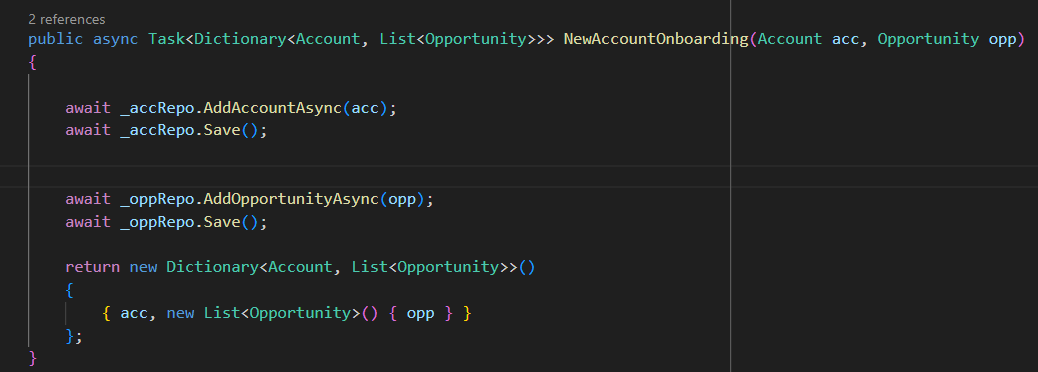 2 references
public async Task<Dictionary<Account, List<Opportunity>>> NewAccountOnboarding(Account acc, Opportunity opp)
{
await _accRepo.AddAccountAsync(acc);
await _accRepo.Save();
await _oppRepo.AddOpportunityAsync(opp);
await _oppRepo.Save();
return new Dictionary<Account, List<Opportunity>>()
{
{ acc, new List<Opportunity>() { opp } }
};
}